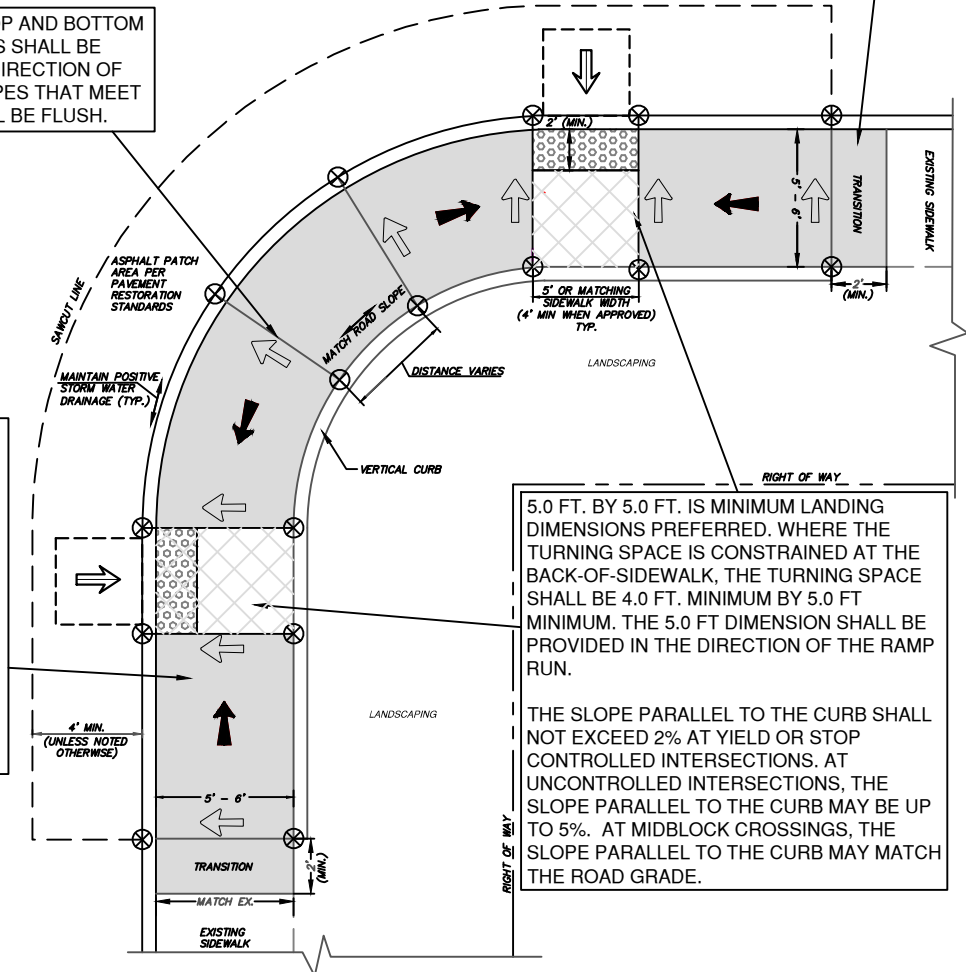 OP AND BOTTOM
S SHALL BE
DIRECTION OF
PES THAT MEET
L BE FLUSH.
2' (MIN.)
5' - 6'
TRANSITION
EXISTING SIDEWALK
2'
(MIN.)
5' OR MATCHING
SIDEWALK WIDTH
(4' MIN WHEN APPROVED)
TYP.
ASPHALT PATCH
AREA PER
PAVEMENT
RESTORATION
STANDARDS
SAWCUT LINE
MATCH ROAD SLOPE
LANDSCAPING
DISTANCE VARIES
MAINTAIN POSITIVE
STORM WATER
DRAINAGE (TYP.)
VERTICAL CURB
RIGHT OF WAY
5.0 FT. BY 5.0 FT. IS MINIMUM LANDING
DIMENSIONS PREFERRED. WHERE THE
TURNING SPACE IS CONSTRAINED AT THE
BACK-OF-SIDEWALK, THE TURNING SPACE
SHALL BE 4.0 FT. MINIMUM BY 5.0 FT
MINIMUM. THE 5.0 FT DIMENSION SHALL BE
PROVIDED IN THE DIRECTION OF THE RAMP
RUN.
THE SLOPE PARALLEL TO THE CURB SHALL
NOT EXCEED 2% AT YIELD OR STOP
CONTROLLED INTERSECTIONS. AT
UNCONTROLLED INTERSECTIONS, THE
SLOPE PARALLEL TO THE CURB MAY BE UP
TO 5%. AT MIDBLOCK CROSSINGS, THE
SLOPE PARALLEL TO THE CURB MAY MATCH
THE ROAD GRADE.
LANDSCAPING
4' MIN.
(UNLESS NOTED
OTHERWISE)
5' - 6'
RIGHT OF WAY
TRANSITION
2'
(MIN.)
MATCH EX.
EXISTING
SIDEWALK